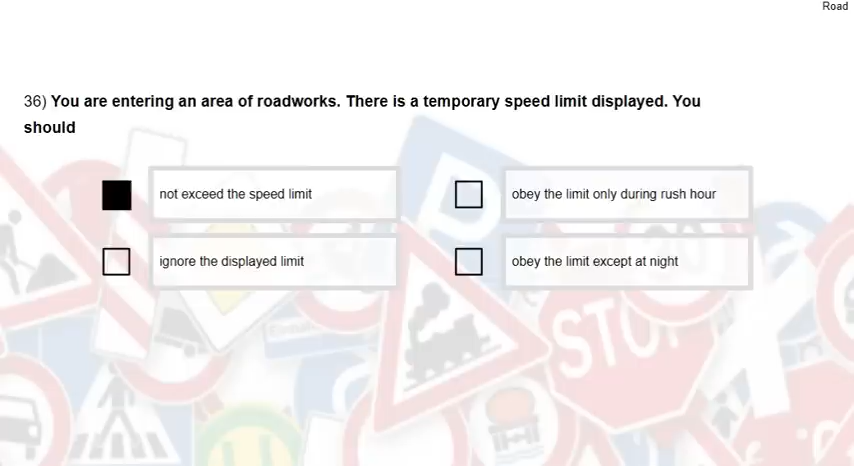 Road
36) You are entering an area of roadworks. There is a temporary speed limit displayed. You
should
not exceed the speed limit
obey the limit only during rush hour
ignore the displayed limit
obey the limit except at night
P
STOP